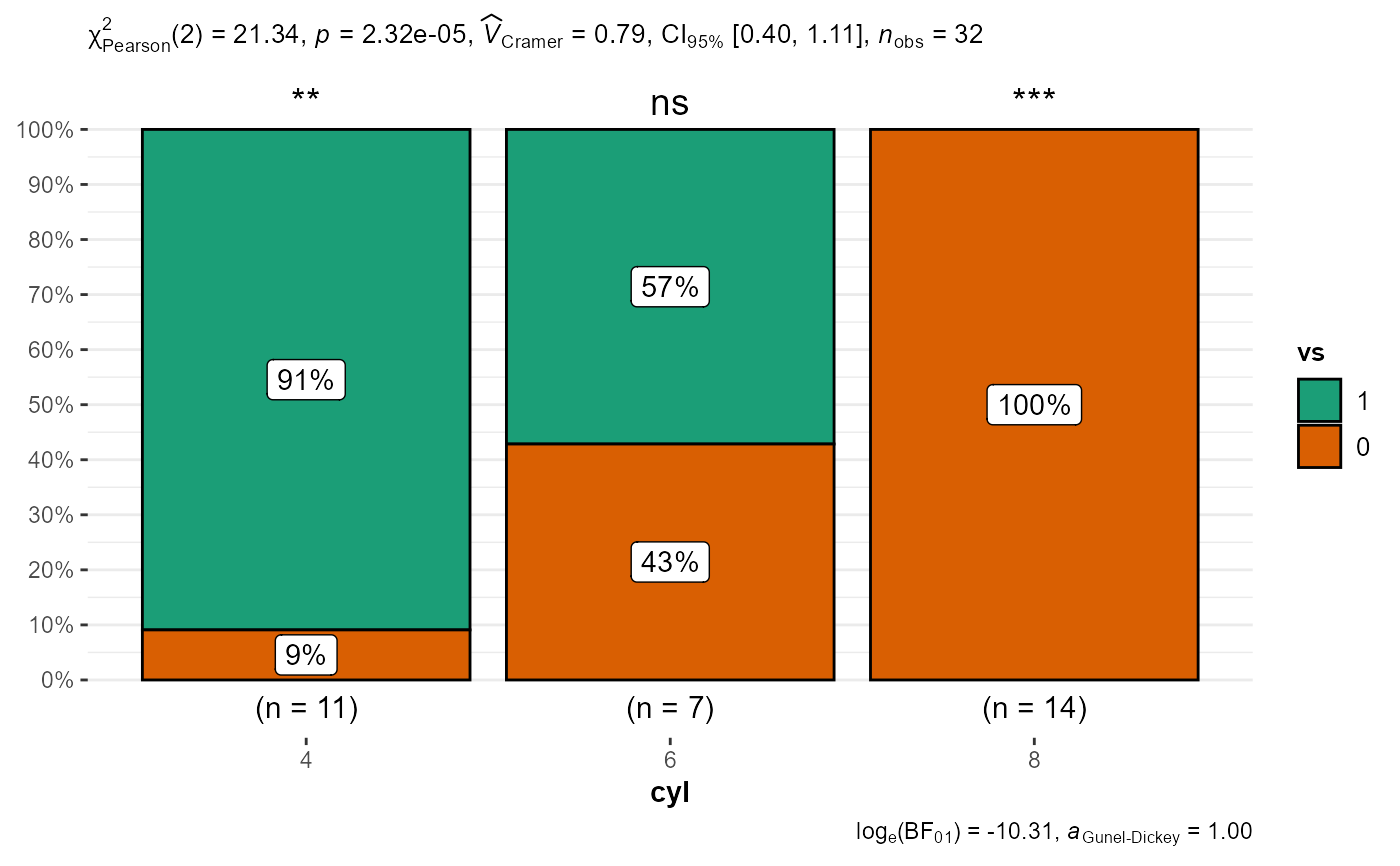 χ²Pearson(2) = 21.34, p = 2.32e-05, V̂Cramer = 0.79, CI95% [0.40, 1.11], nobs = 32
** ns ***
100%
90%
80%
70%
60%
50%
40%
30%
20%
10%
0%
91%
9%
57%
43%
100%
(n = 11) (n = 7) (n = 14)
4 6 8
cyl
vs
1
0
loge(BF01) = -10.31, aGunel-Dickey = 1.00